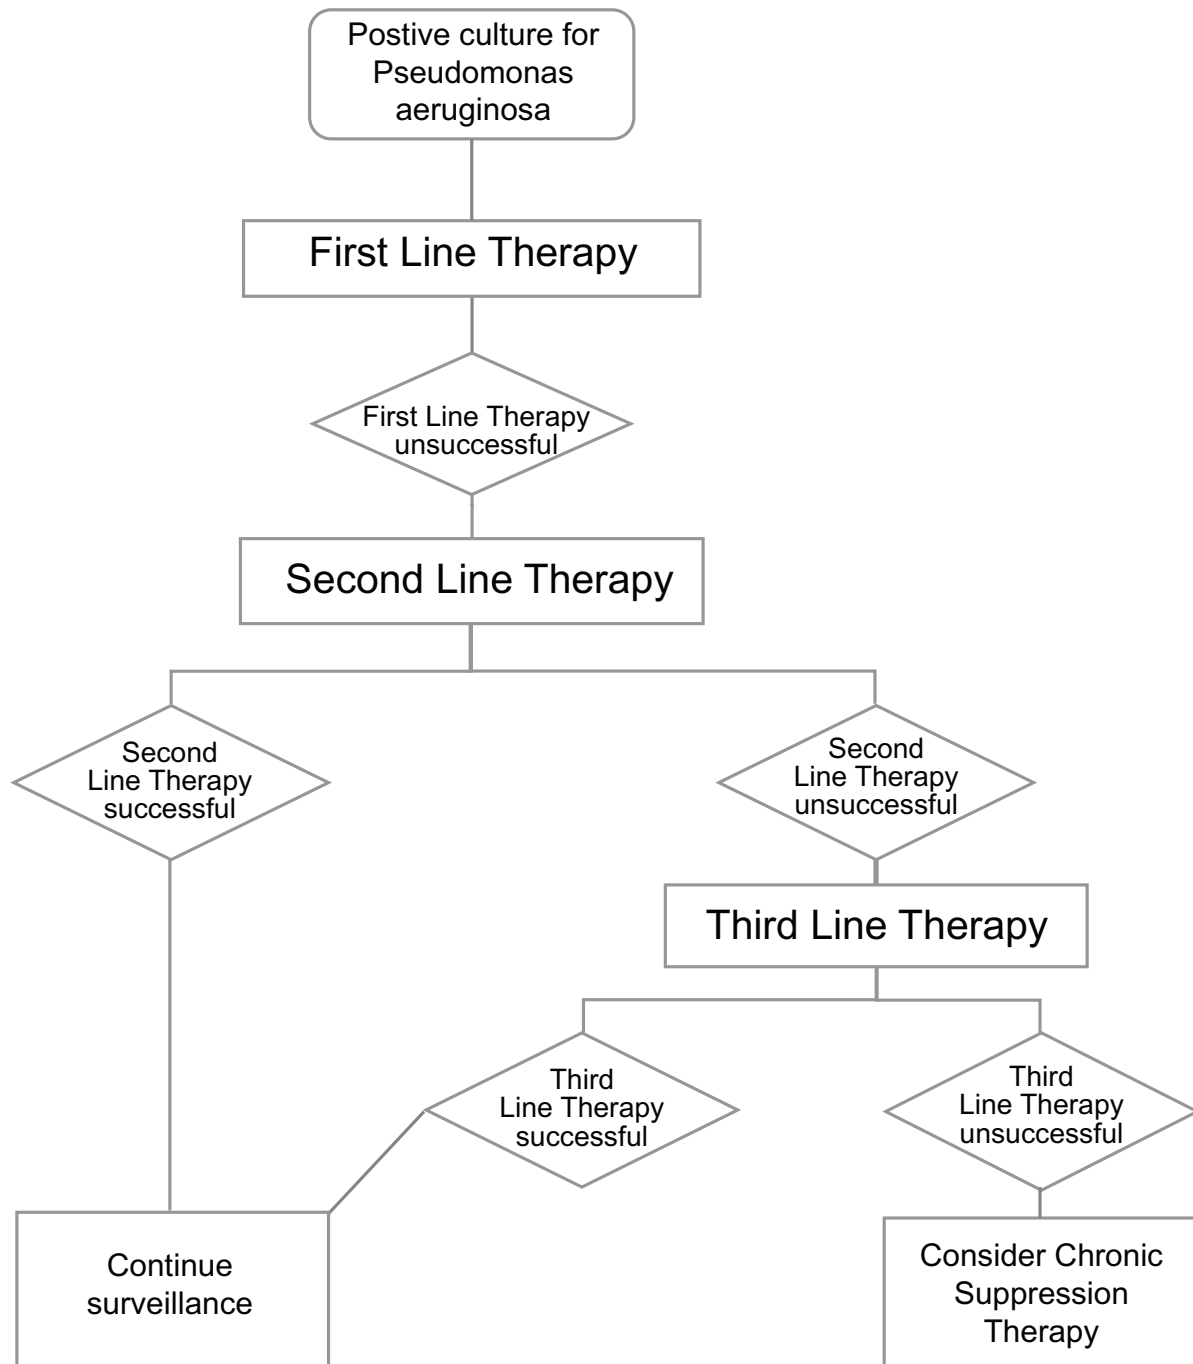 Postive culture for
Pseudomonas
aeruginosa
First Line Therapy
First Line Therapy
unsuccessful
Second Line Therapy
Second
Line Therapy
successful
Second
Line Therapy
unsuccessful
Third Line Therapy
Third
Line Therapy
successful
Third
Line Therapy
unsuccessful
Continue
surveillance
Consider Chronic
Suppression
Therapy